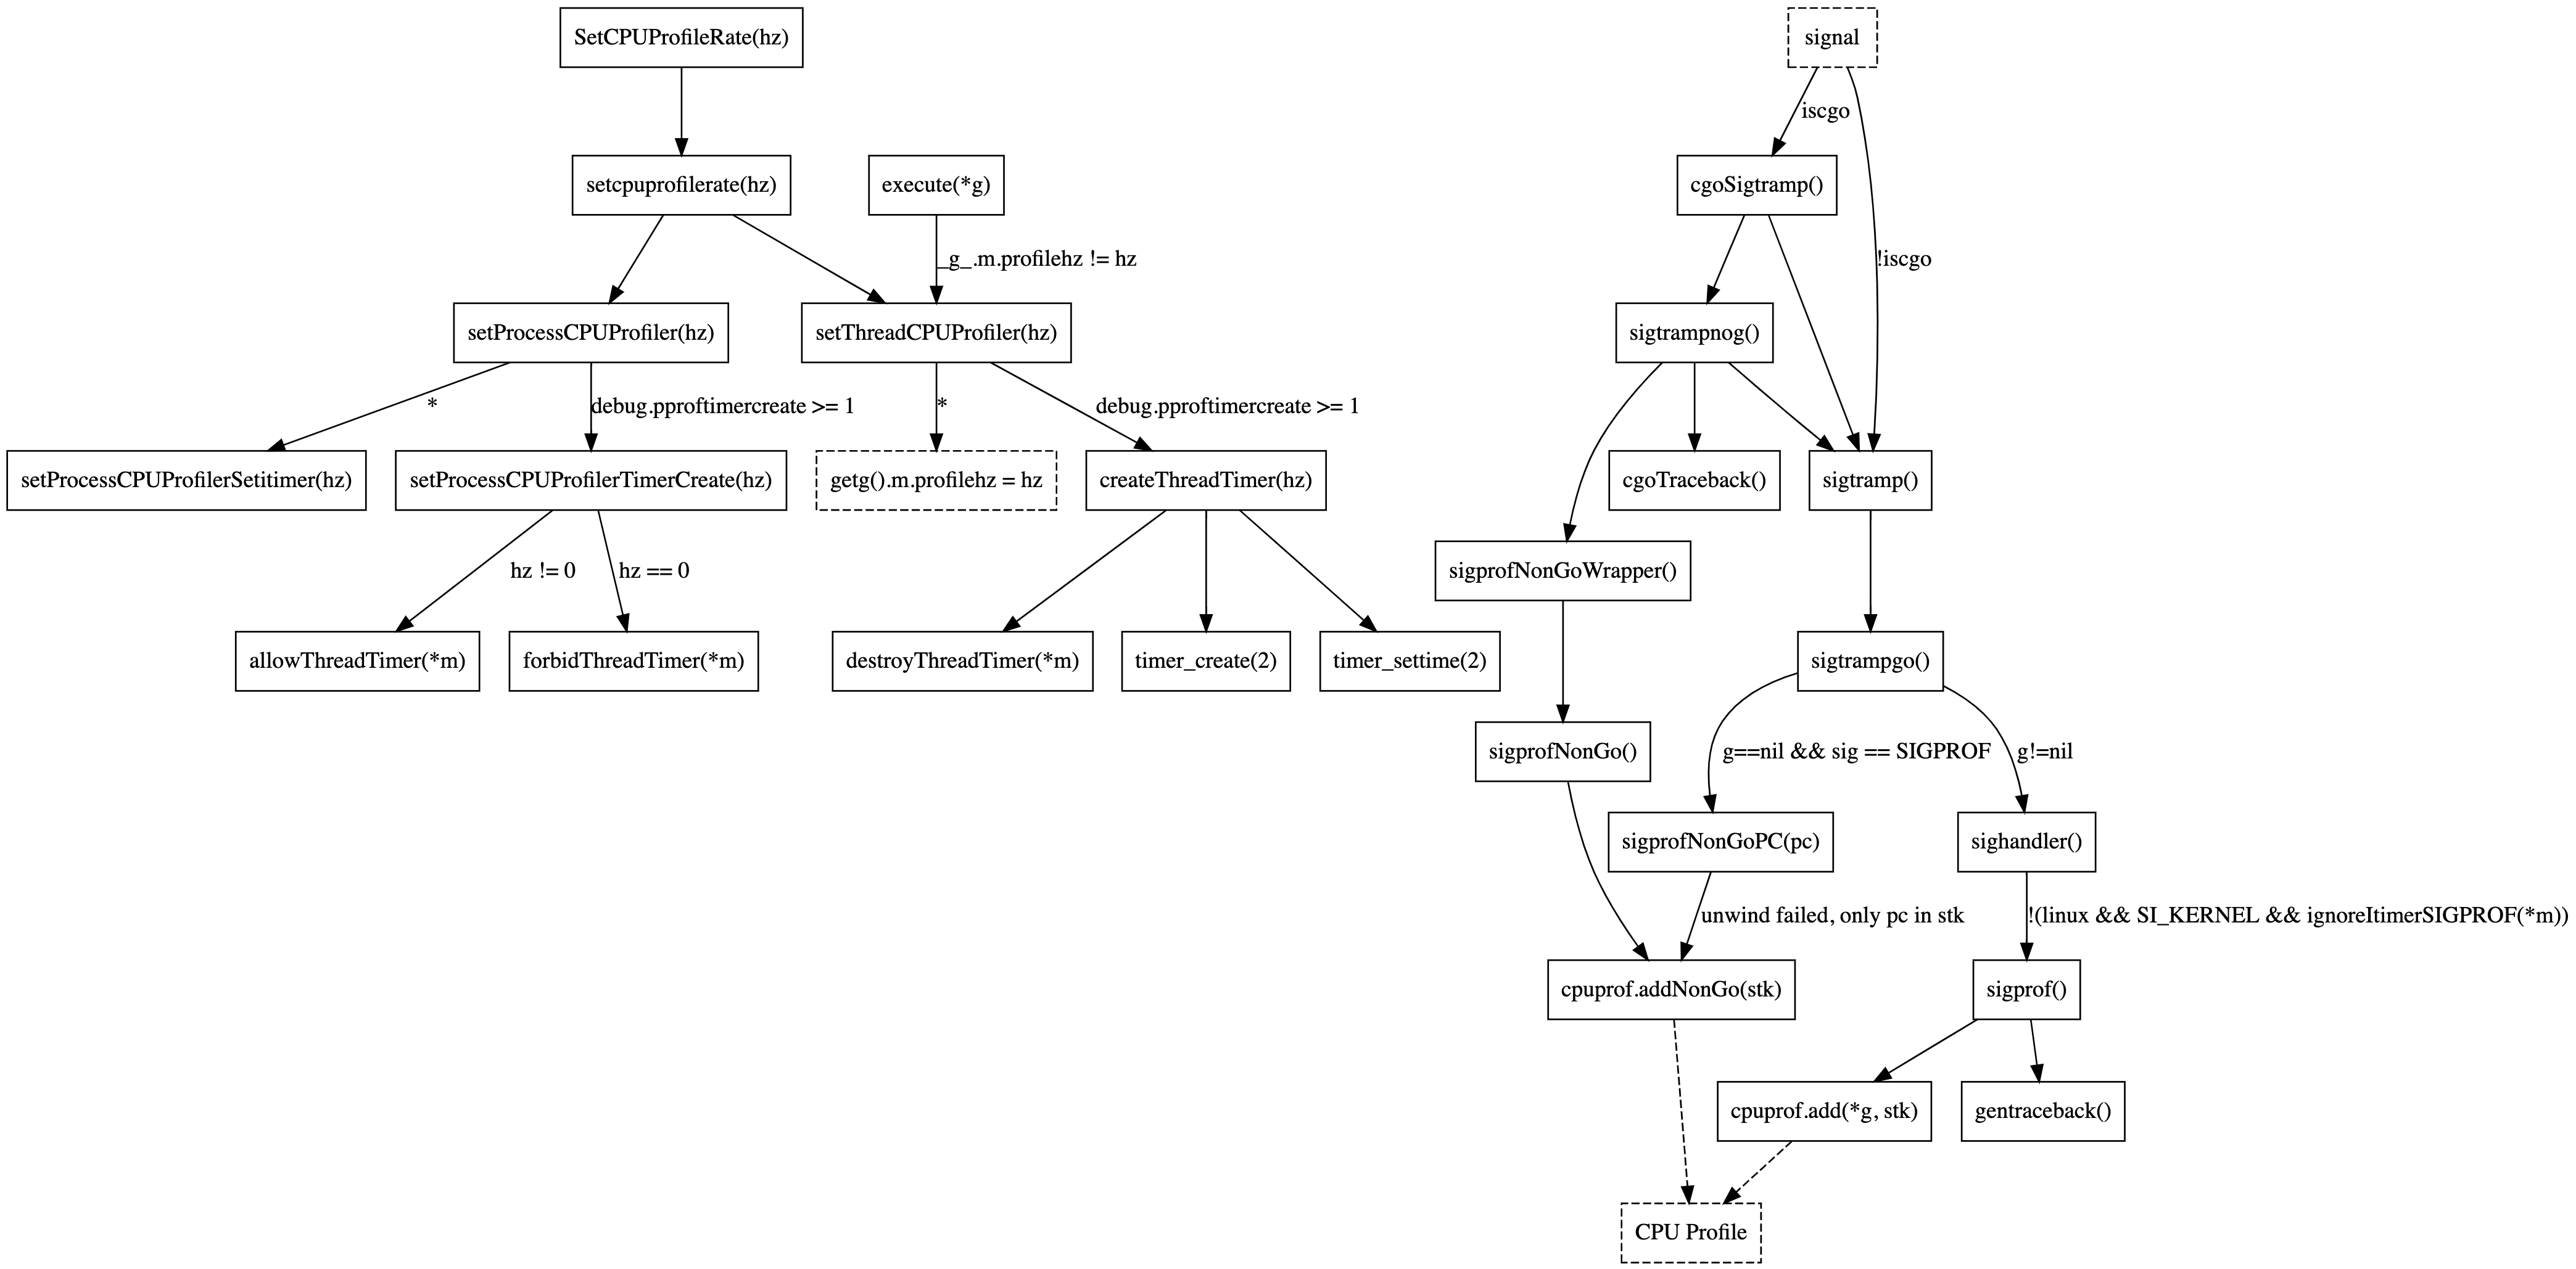 SetCPUProfileRate(hz)
signal
iscgo
setcpuprofilerate(hz)
execute(*g)
cgoSigtramp()
_g_.m.profilehz != hz
!iscgo
setProcessCPUProfiler(hz)
setThreadCPUProfiler(hz)
sigtrampnog()
*
debug.pproftimercreate >= 1
*
debug.pproftimercreate >= 1
setProcessCPUProfilerSetitimer(hz)
setProcessCPUProfilerTimerCreate(hz)
getg().m.profilehz = hz
createThreadTimer(hz)
cgoTraceback()
sigtramp()
hz != 0
hz == 0
sigprofNonGoWrapper()
allowThreadTimer(*m)
forbidThreadTimer(*m)
destroyThreadTimer(*m)
timer_create(2)
timer_settime(2)
sigtrampgo()
sigprofNonGo()
g==nil && sig == SIGPROF
g!=nil
sigprofNonGoPC(pc)
sighandler()
unwind failed, only pc in stk
!(linux && SI_KERNEL && ignoreItimerSIGPROF(*m))
cpuprof.addNonGo(stk)
sigprof()
cpuprof.add(*g, stk)
gentraceback()
CPU Profile